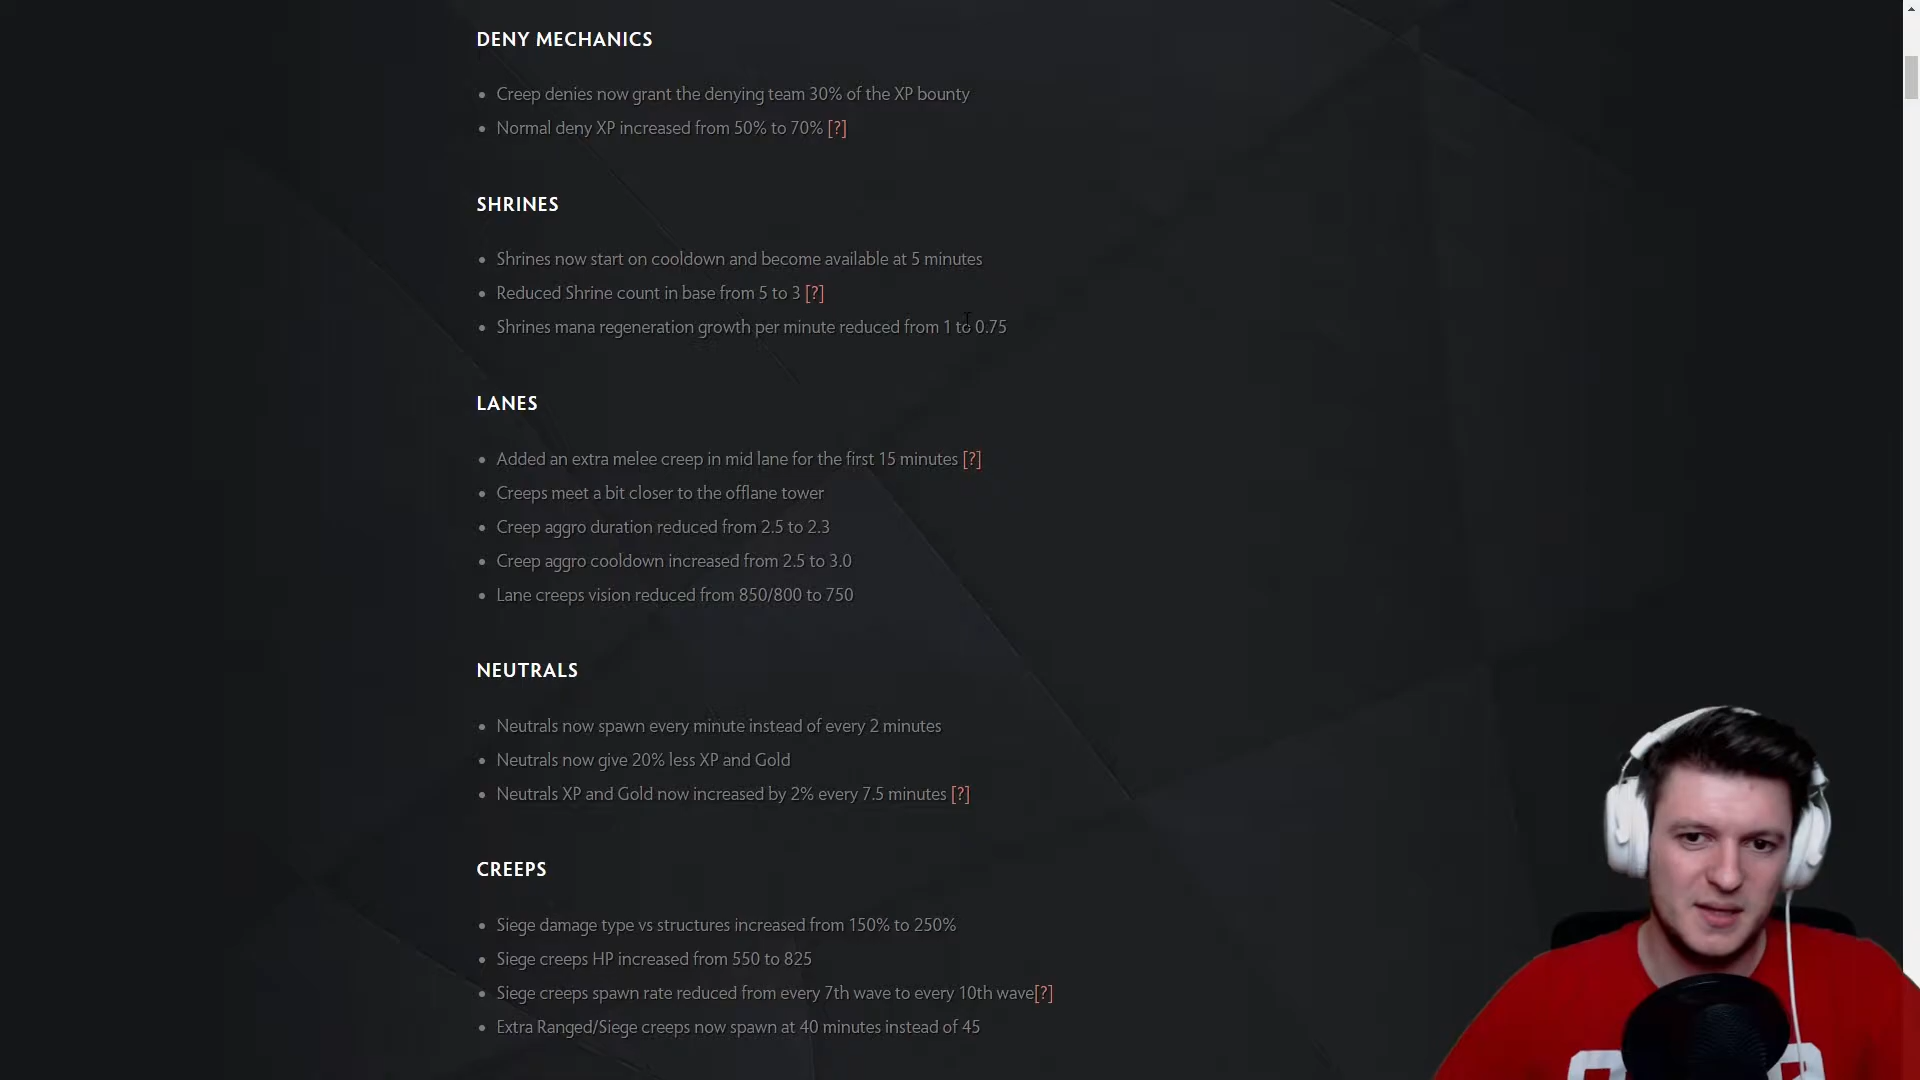 DENY MECHANICS
Creep denies now grant the denying team 30% of the XP bounty
Normal deny XP increased from 50% to 70% [?]
SHRINES
Shrines now start on cooldown and become available at 5 minutes
Reduced Shrine count in base from 5 to 3 [?]
Shrines mana regeneration growth per minute reduced from 1 to 0.75
LANES
Added an extra melee creep in mid lane for the first 15 minutes [?]
Creeps meet a bit closer to the offlane tower
Creep aggro duration reduced from 2.5 to 2.3
Creep aggro cooldown increased from 2.5 to 3.0
Lane creeps vision reduced from 850/800 to 750
NEUTRALS
Neutrals now spawn every minute instead of every 2 minutes
Neutrals now give 20% less XP and Gold
Neutrals XP and Gold now increased by 2% every 7.5 minutes [?]
CREEPS
Siege damage type vs structures increased from 150% to 250%
Siege creeps HP increased from 550 to 825
Siege creeps spawn rate reduced from every 7th wave to every 10th wave[?]
Extra Ranged/Siege creeps now spawn at 40 minutes instead of 45